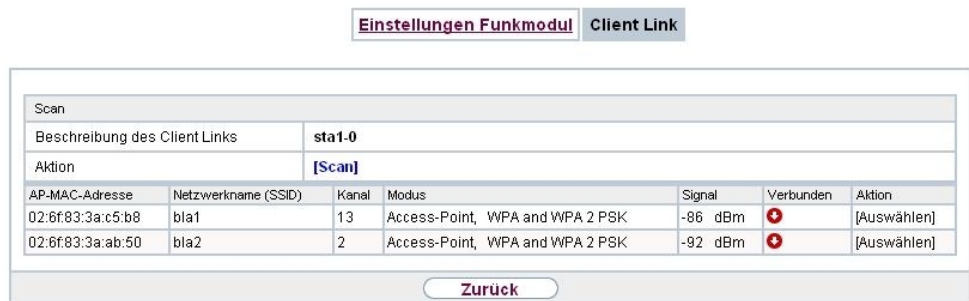 Einstellungen Funkmodul Client Link
Scan
Beschreibung des Client Links sta1-0
Aktion [Scan]
AP-MAC-Adresse Netzwerkname (SSID) Kanal Modus Signal Verbunden Aktion
02:6f:83:3a:c5:b8 bla1 13 Access-Point, WPA and WPA 2 PSK -86 dBm [Auswählen]
02:6f:83:3a:ab:50 bla2 2 Access-Point, WPA and WPA 2 PSK -92 dBm [Auswählen]
Zurück